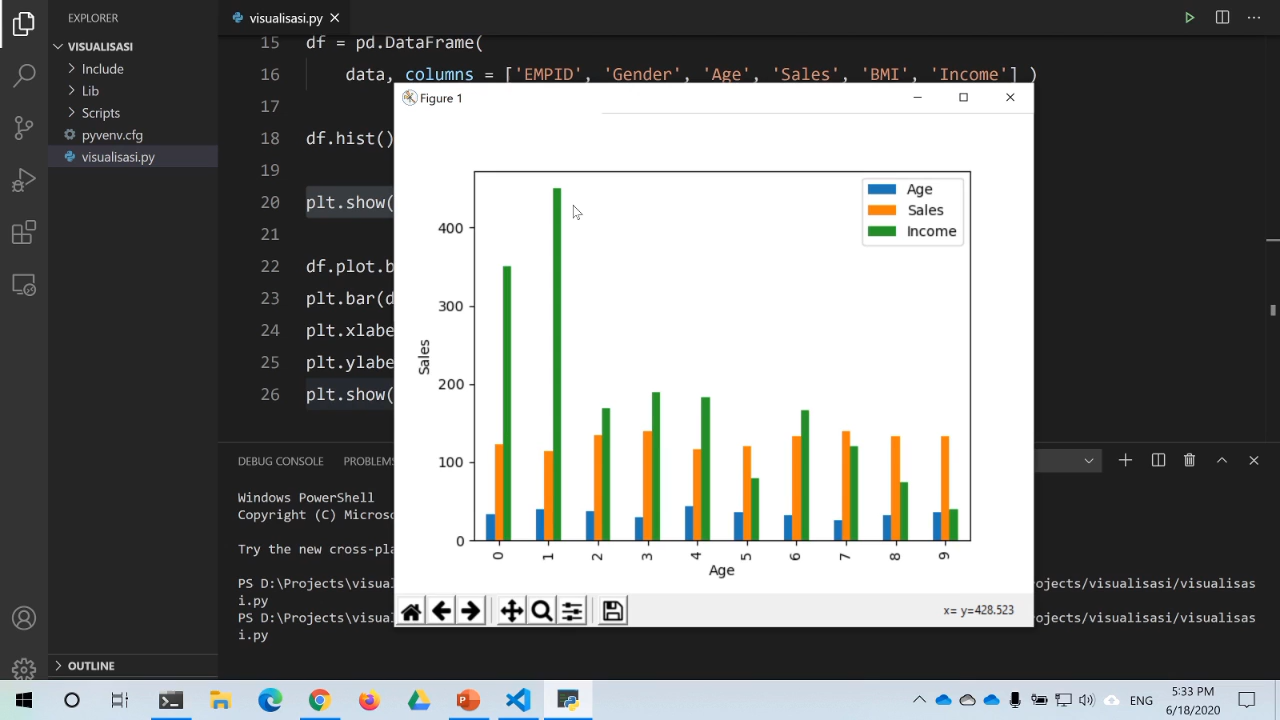 EXPLORER
visualisasi.py
VISUALISASI
Include
Lib
Scripts
pyvenv.cfg
visualisasi.py
15 df = pd.DataFrame(
16 data, columns = ['EMPID', 'Gender', 'Age', 'Sales', 'BMI', 'Income'] )
17
18 df.hist()
19
20 plt.show(
21
22 df.plot.b
23 plt.bar(d
24 plt.xlabe
25 plt.ylabe
26 plt.show(
Figure 1
Age
Sales
Income
400
300
200
100
0
Sales
0 1 2 3 4 5 6 7 8 9
Age
x= y=428.523
DEBUG CONSOLE PROBLEMS
Windows PowerShell
Copyright (C) Microso
Try the new cross-pla
PS D:\Projects\visual rojects/visualisasi/visualisas
i.py
PS D:\Projects\visual rojects/visualisasi/visualisas
i.py
OUTLINE
ENG
5:33 PM
6/18/2020